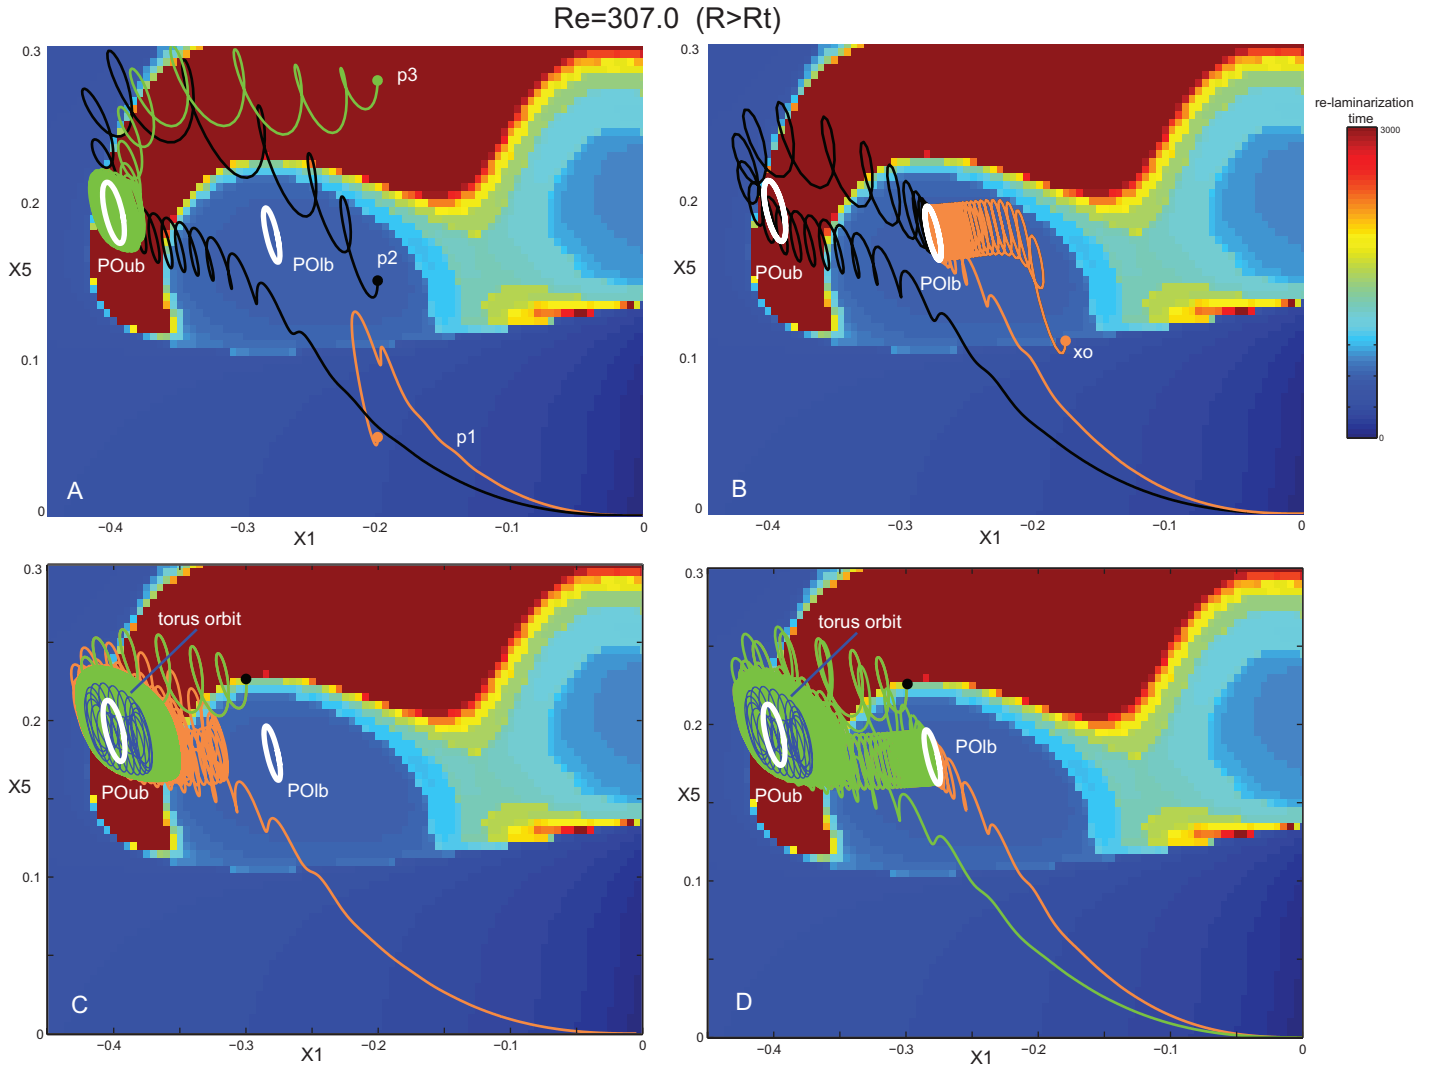 Re=307.0 (R>Rt)
0.3
0.2
X5
0.1
0
p3
p2
p1
POub
POlb
A
−0.4
−0.3
−0.2
−0.1
0
X1
0.3
0.2
X5
0.1
0
POub
POlb
xo
B
−0.4
−0.3
−0.2
−0.1
0
X1
re-laminarization
time
3000
0
0.3
0.2
X5
0.1
0
torus orbit
POub
POlb
C
−0.4
−0.3
−0.2
−0.1
0
X1
0.3
0.2
X5
0.1
0
torus orbit
POub
POlb
D
−0.4
−0.3
−0.2
−0.1
0
X1